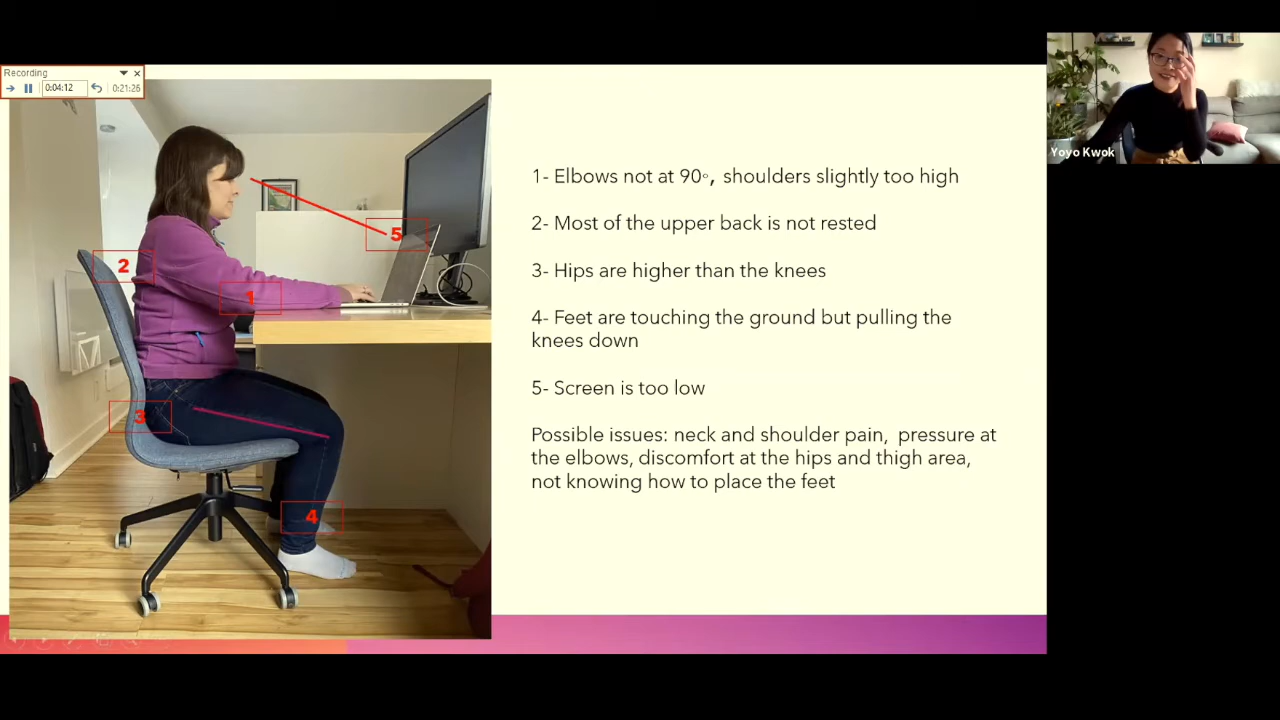 Recording
0:04:12
0:21:26
Yoyo Kwok
1- Elbows not at 90◦, shoulders slightly too high
2- Most of the upper back is not rested
3- Hips are higher than the knees
4- Feet are touching the ground but pulling the
knees down
5- Screen is too low
Possible issues: neck and shoulder pain, pressure at
the elbows, discomfort at the hips and thigh area,
not knowing how to place the feet
5
2
1
3
4